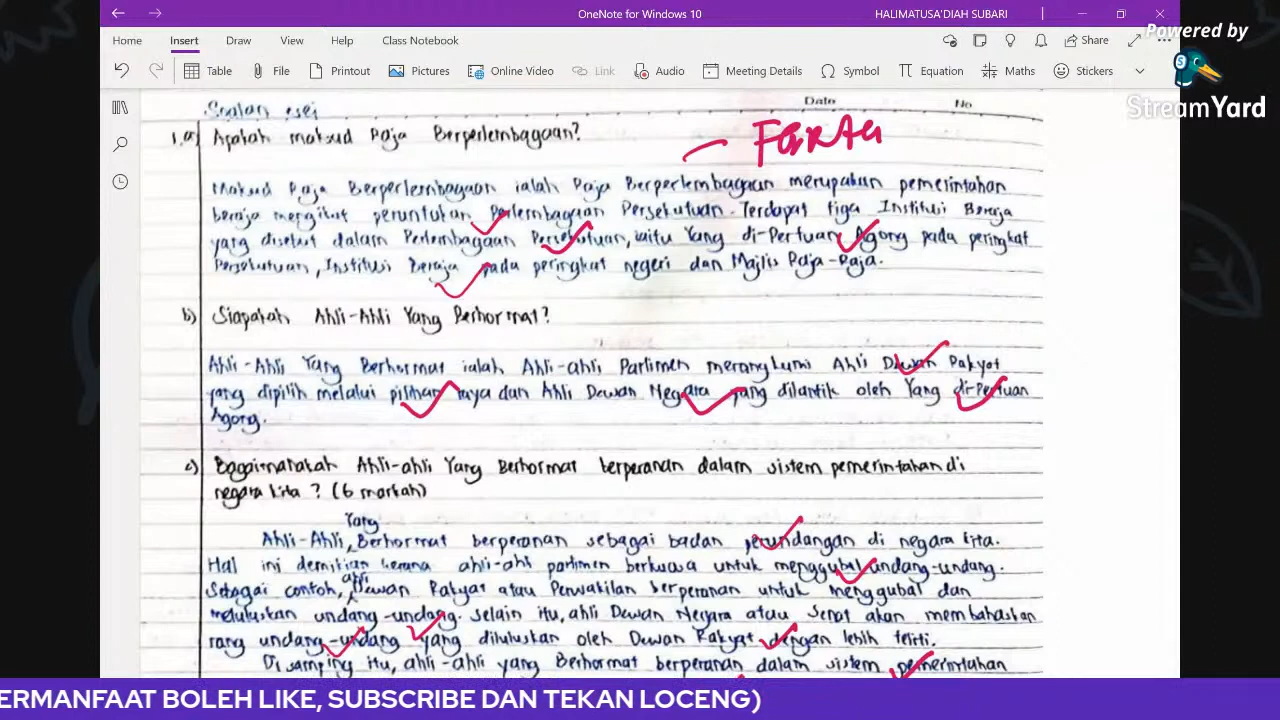 OneNote for Windows 10
HALIMATUSA'DIAH SUBARI
Powered by
StreamYard
Home Insert Draw View Help Class Notebook Share
Table File Printout Pictures Online Video Link Audio Meeting Details Symbol Equation Maths Stickers
Soalan esei
Date No
Fakta
1.a) Apakah maksud Raja Berperlembagaan?
Maksud Raja Berperlembagaan ialah Raja Berperlembagaan merupakan pemerintahan
beraja mengikut peruntukan Perlembagaan Persekutuan. Terdapat tiga Institusi Beraja
yang disebut dalam Perlembagaan Persekutuan, iaitu Yang di-Pertuan Agong pada peringkat
Persekutuan, Institusi Beraja pada peringkat negeri dan Majlis Raja-Raja.
b) Siapakah Ahli-Ahli Yang Berhormat?
Ahli-Ahli Yang Berhormat ialah Ahli-ahli Parlimen merangkumi Ahli Dewan Rakyat
yang dipilih melalui pilihan raya dan Ahli Dewan Negara yang dilantik oleh Yang di-Pertuan
Agong.
c) Bagaimanakah Ahli-ahli Yang Berhormat berperanan dalam sistem pemerintahan di
negara kita? (6 markah)
Yang
Ahli-Ahli, Berhormat berperanan sebagai badan perundangan di negara kita.
Hal ini demikian kerana ahli-ahli parlimen berkuasa untuk menggubal undang-undang.
ahli
Sebagai contoh, Dewan Rakyat atau Perwakilan berperanan untuk menggubal dan
meluluskan undang-undang. Selain itu, ahli Dewan Negara atau Senat akan membahaskan
rang undang-undang yang diluluskan oleh Dewan Rakyat dengan lebih teliti.
Di samping itu, ahli-ahli yang Berhormat berperanan dalam sistem pemerintahan
ERMANFAAT BOLEH LIKE, SUBSCRIBE DAN TEKAN LOCENG)